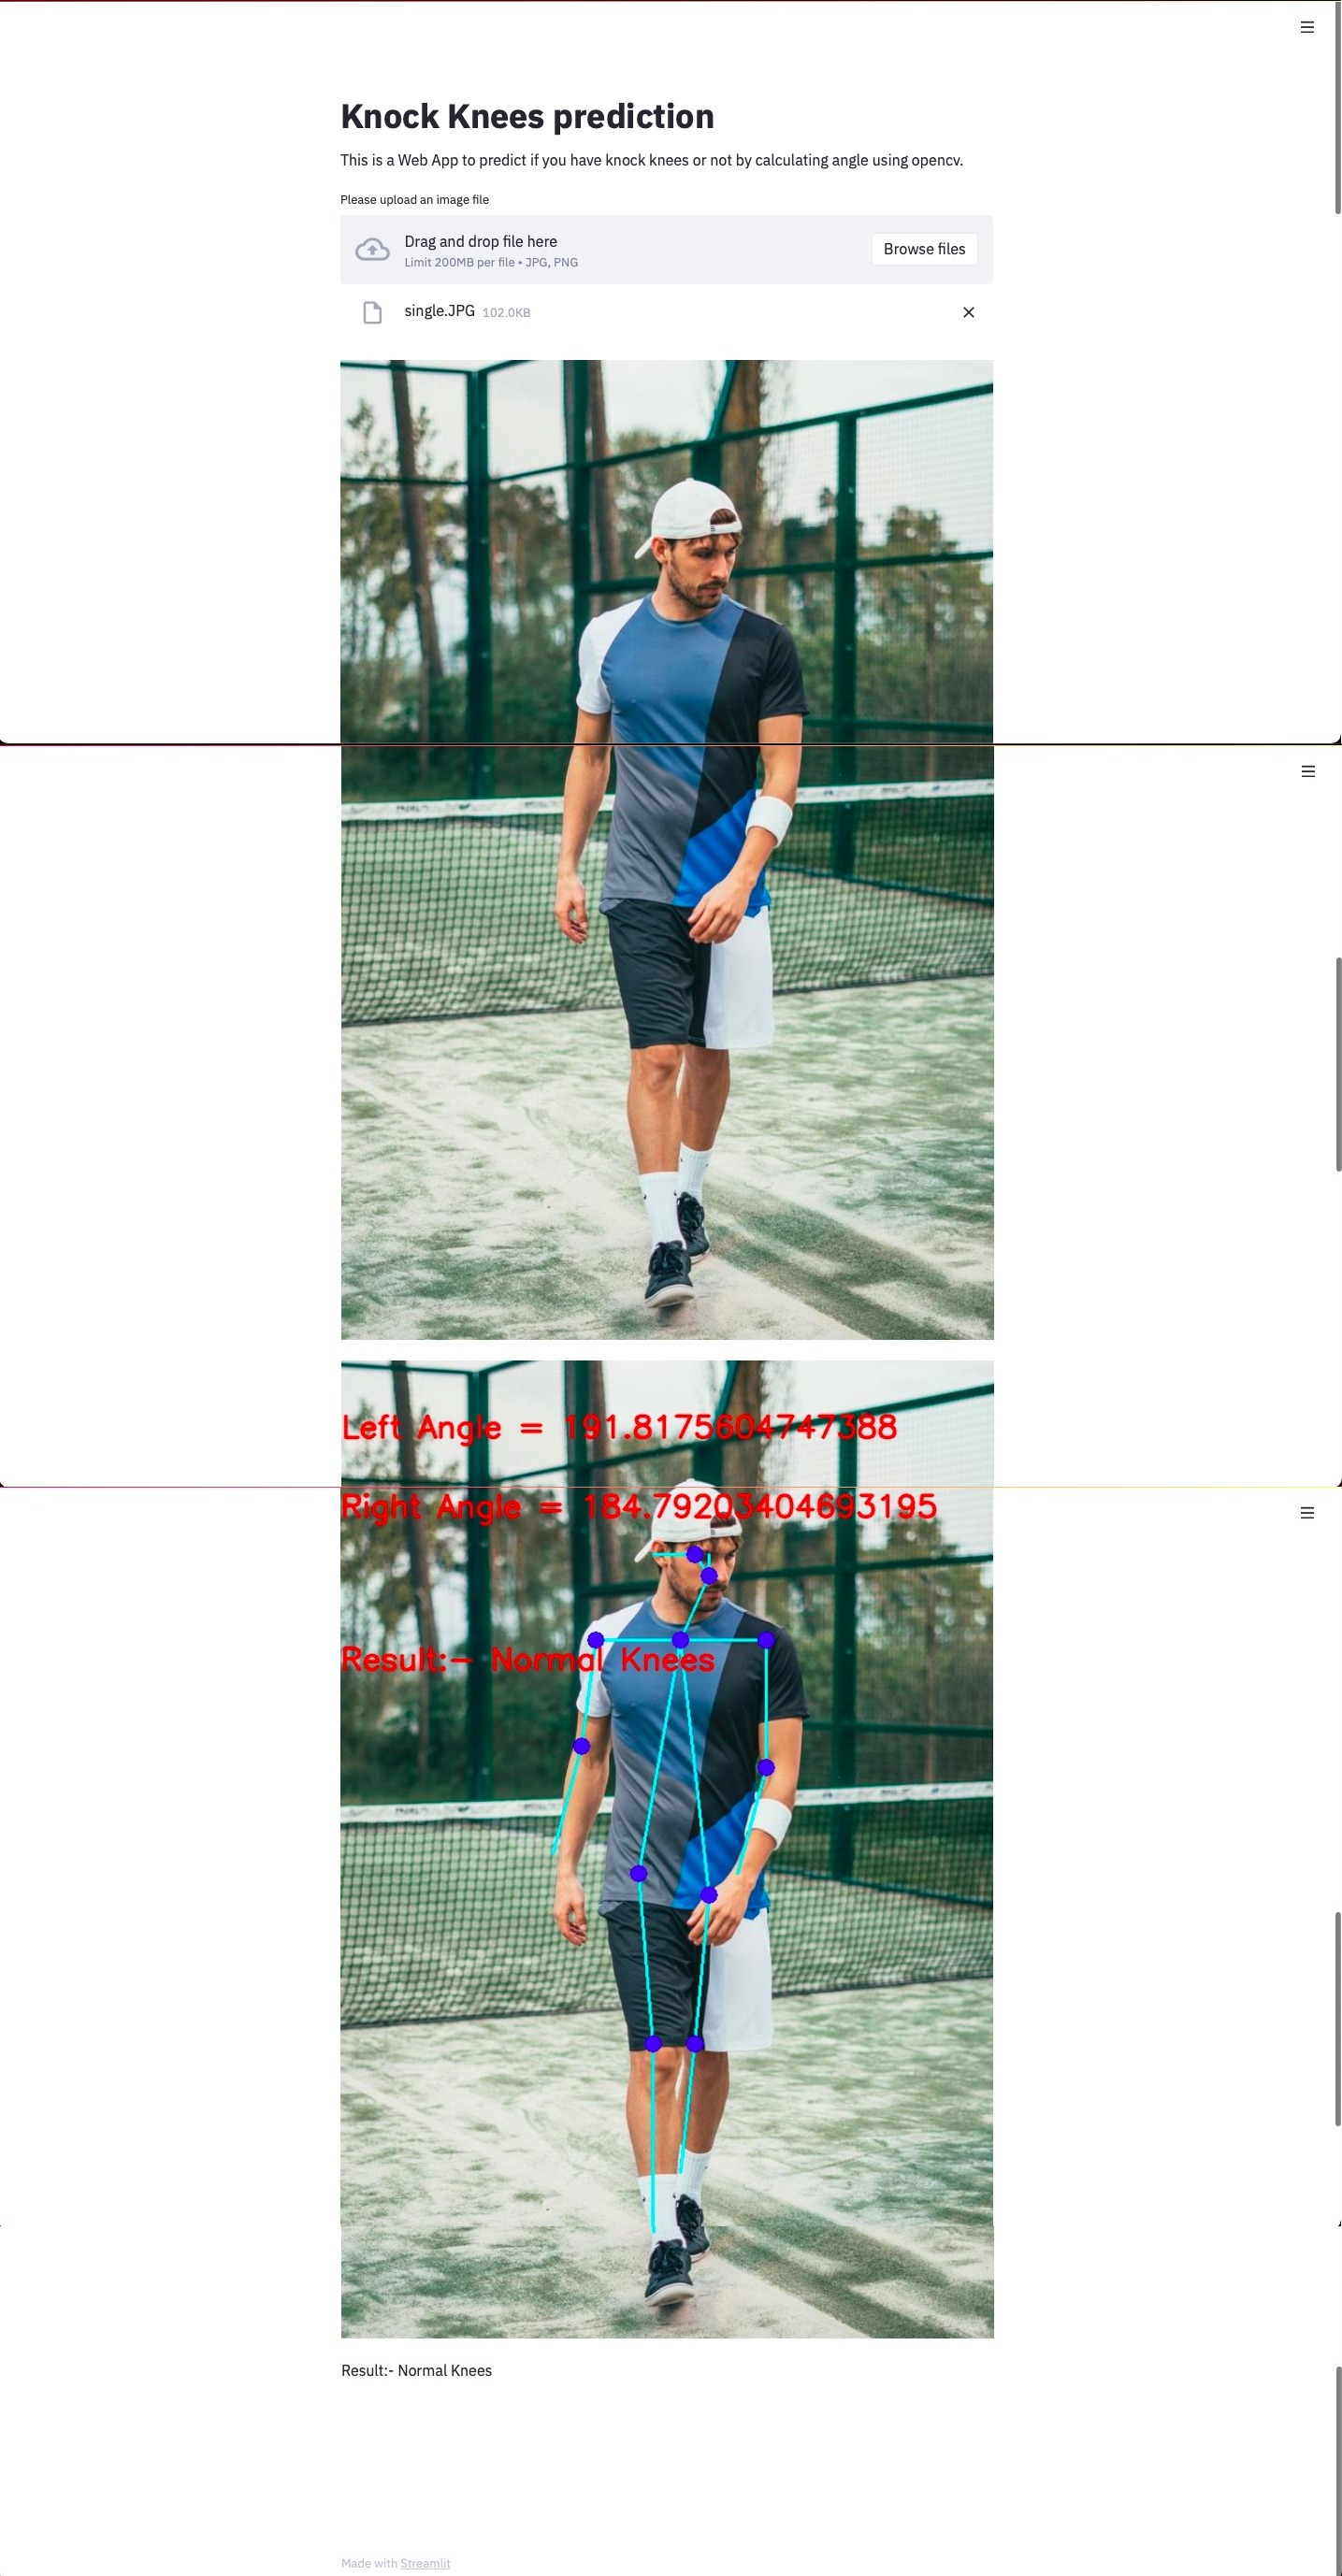 Knock Knees prediction
This is a Web App to predict if you have knock knees or not by calculating angle using opencv.
Please upload an image file
Drag and drop file here
Limit 200MB per file • JPG, PNG
Browse files
single.JPG 102.0KB
Left Angle = 191.8175604747388
Right Angle = 184.79203404693195
Result:- Normal Knees
Result:- Normal Knees
Made with Streamlit